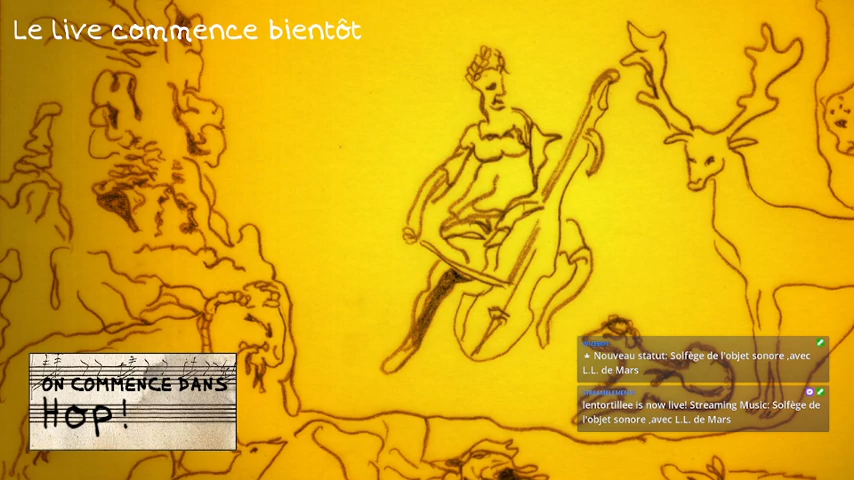 Le live commence bientôt
ON COMMENCE DANS
HOP!
★ Nouveau statut: Solfège de l'objet sonore ,avec
L.L. de Mars
lentortillee is now live! Streaming Music: Solfège de
l'objet sonore ,avec L.L. de Mars